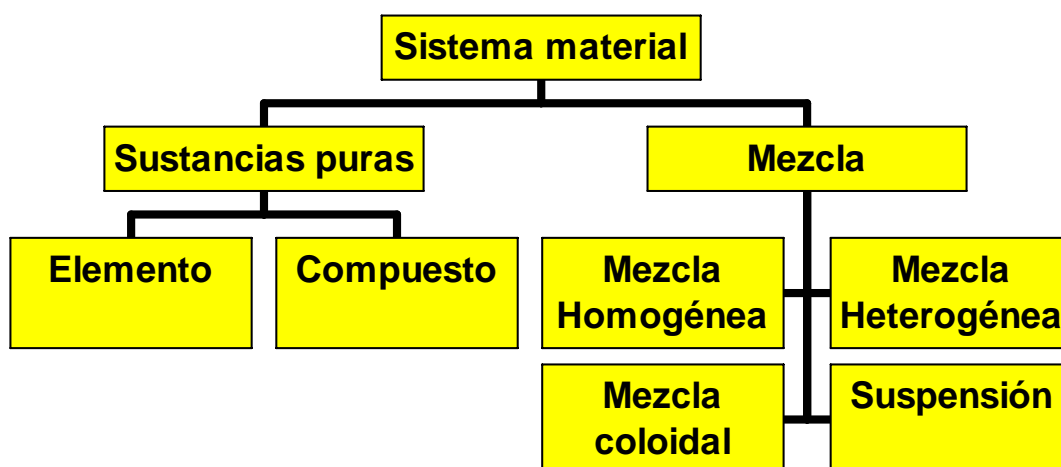 Sistema material
Sustancias puras
Mezcla
Elemento
Compuesto
Mezcla
Homogénea
Mezcla
Heterogénea
Mezcla
coloidal
Suspensión